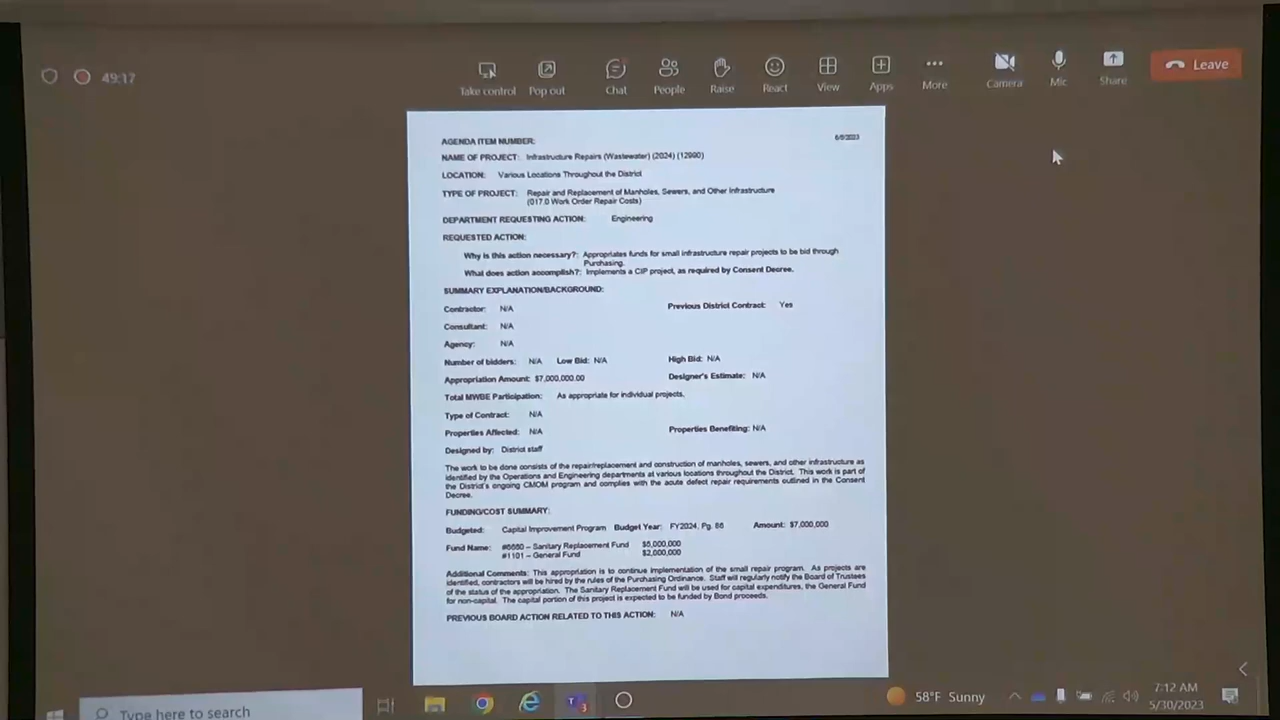 49:17
Take control
Pop out
Chat
People
Raise
React
View
Apps
More
Camera
Mic
Share
Leave
AGENDA ITEM NUMBER:
6/8/2023
NAME OF PROJECT: Infrastructure Repairs (Wastewater) (2024) (12990)
LOCATION: Various Locations Throughout the District
TYPE OF PROJECT: Repair and Replacement of Manholes, Sewers, and Other Infrastructure
(017.0 Work Order Repair Costs)
DEPARTMENT REQUESTING ACTION: Engineering
REQUESTED ACTION:
Why is this action necessary?: Appropriates funds for small infrastructure repair projects to be bid through
Purchasing.
What does action accomplish?: Implements a CIP project, as required by Consent Decree.
SUMMARY EXPLANATION/BACKGROUND:
Contractor: N/A
Previous District Contract: Yes
Consultant: N/A
Agency: N/A
Number of bidders: N/A Low Bid: N/A High Bid: N/A
Appropriation Amount: $7,000,000.00 Designer's Estimate: N/A
Total MWBE Participation: As appropriate for individual projects.
Type of Contract: N/A
Properties Affected: N/A Properties Benefiting: N/A
Designed by: District staff
The work to be done consists of the repair/replacement and construction of manholes, sewers, and other infrastructure as
identified by the Operations and Engineering departments at various locations throughout the District. This work is part of
the District's ongoing CMOM program and complies with the acute defect repair requirements outlined in the Consent
Decree.
FUNDING/COST SUMMARY:
Budgeted: Capital Improvement Program Budget Year: FY2024, Pg. Amount: $7,000,000
Fund Name: – Sanitary Replacement Fund $5,000,000
#1101 – General Fund $2,000,000
Additional Comments: This appropriation is to continue implementation of the small repair program. As projects are
identified, contractors will be hired by the rules of the Purchasing Ordinance. Staff will regularly notify the Board of Trustees
of the status of the appropriation. The Sanitary Replacement Fund will be used for capital expenditures, the General Fund
for non-capital. The capital portion of this project is expected to be funded by Bond proceeds.
PREVIOUS BOARD ACTION RELATED TO THIS ACTION: N/A
Type here to search
58°F Sunny
7:12 AM
5/30/2023